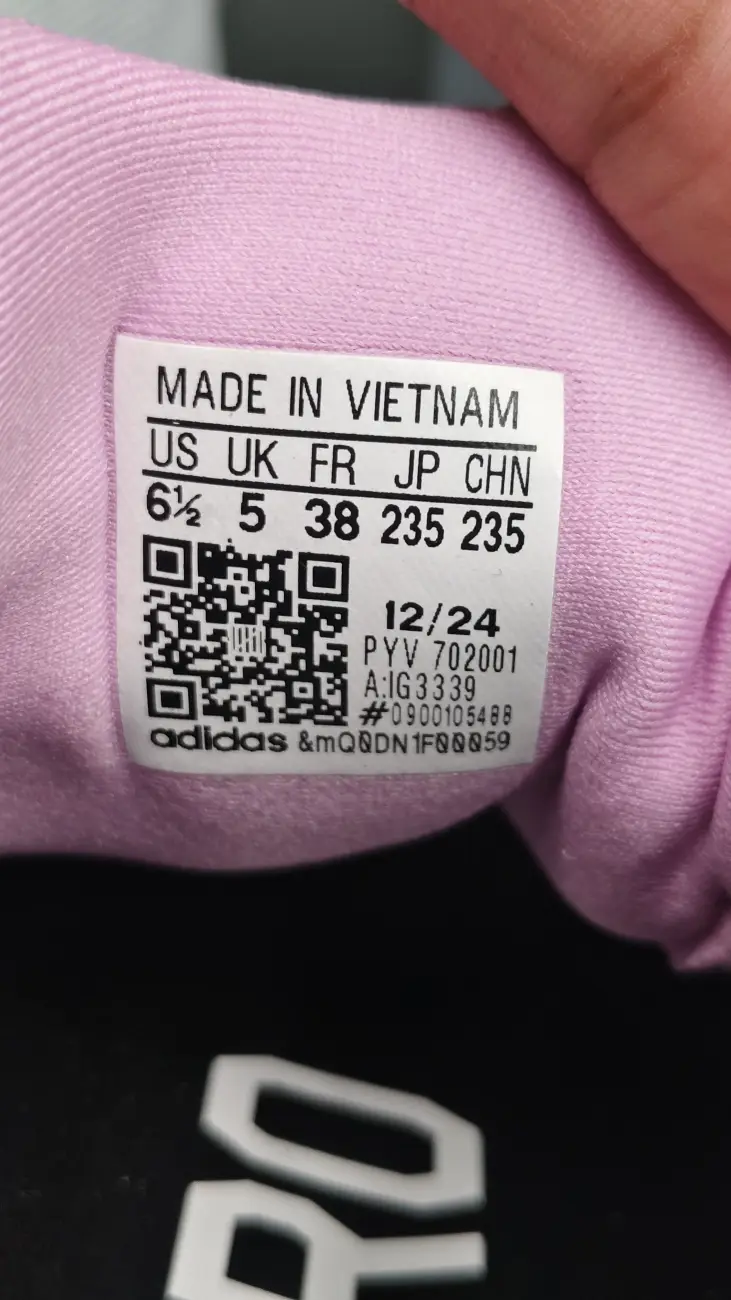 MADE IN VIETNAM
US UK FR JP CHN
6½ 5 38 235 235
12/24
PYV 702001
A:IG3339
#0900105488
adidas &mQ0DN1F00059
RO